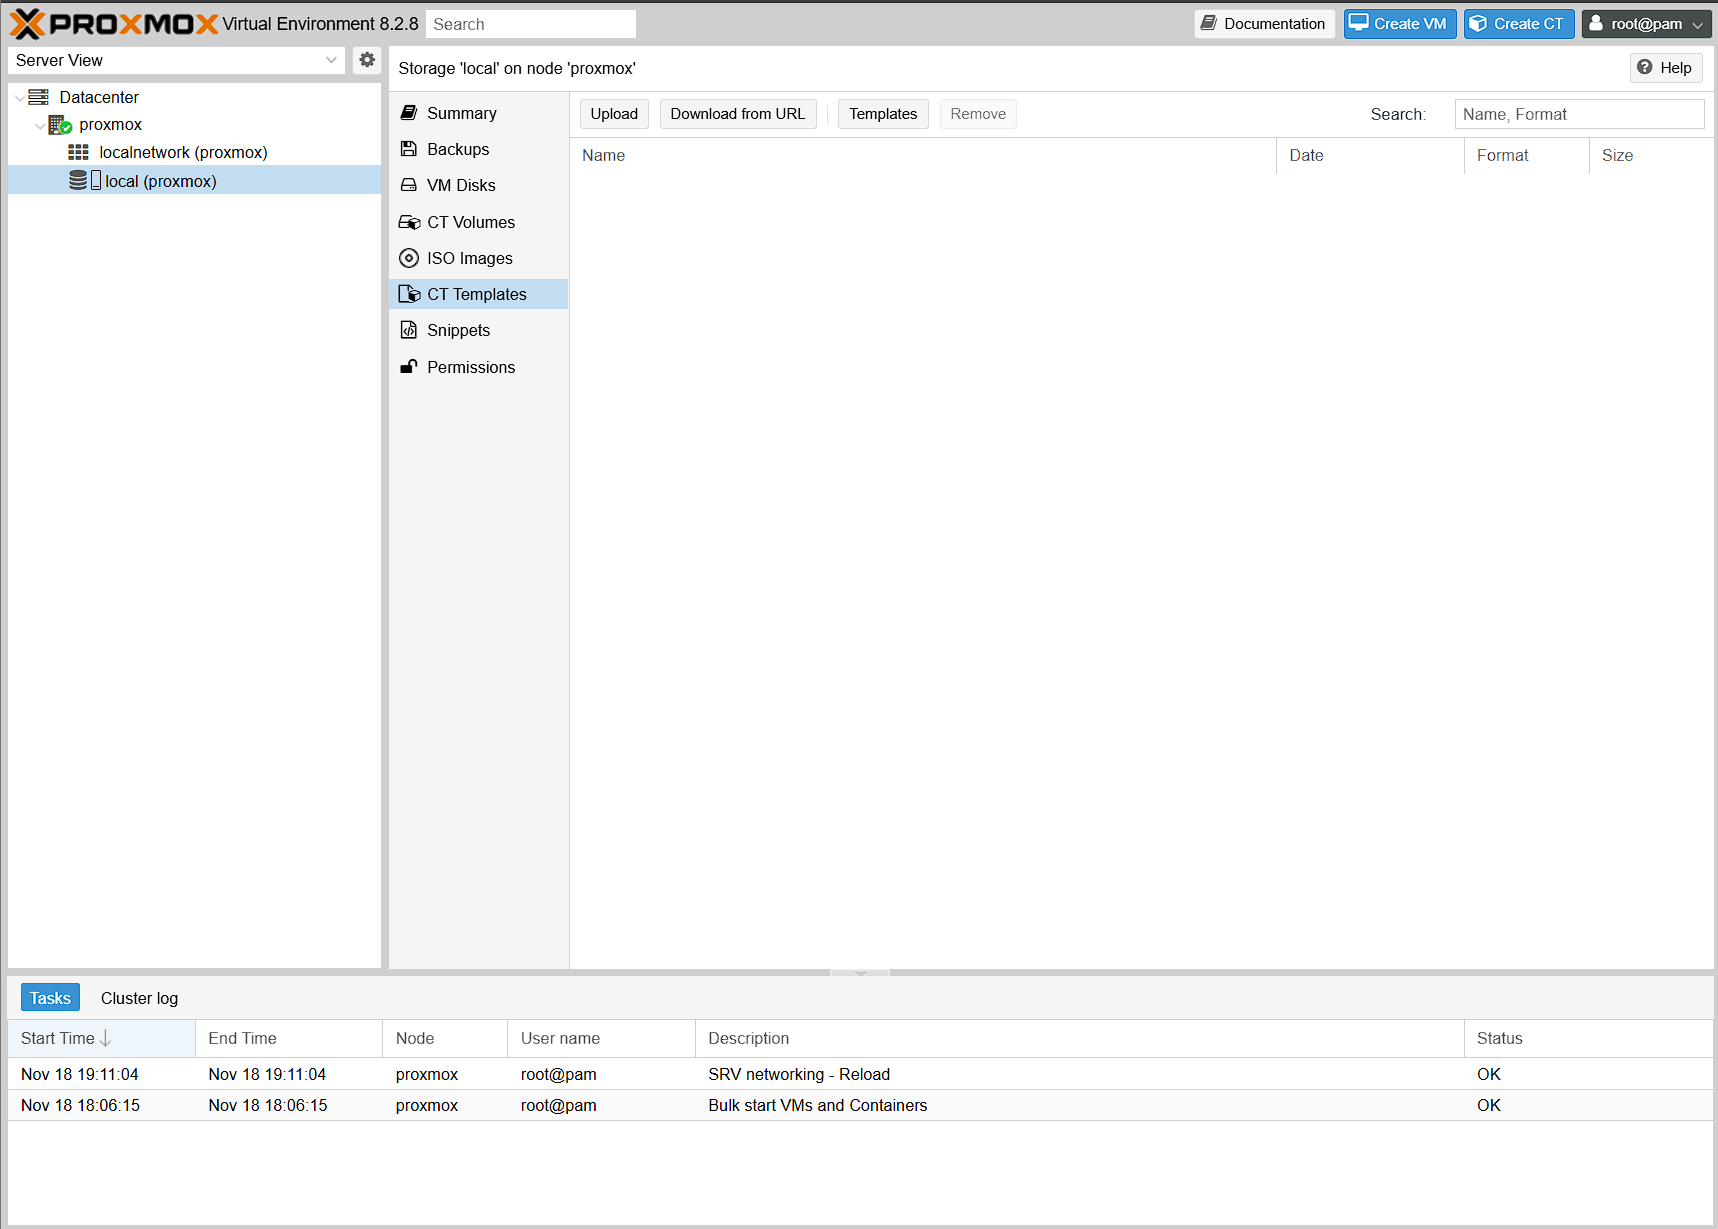 PROXMOX Virtual Environment 8.2.8 Search Documentation Create VM Create CT root@pam
Server View
Storage 'local' on node 'proxmox' Help
Datacenter
proxmox
localnetwork (proxmox)
local (proxmox)
Summary
Backups
VM Disks
CT Volumes
ISO Images
CT Templates
Snippets
Permissions
Upload Download from URL Templates Remove Search: Name, Format
Name Date Format Size
Tasks Cluster log
Start Time End Time Node User name Description Status
Nov 18 19:11:04 Nov 18 19:11:04 proxmox root@pam SRV networking - Reload OK
Nov 18 18:06:15 Nov 18 18:06:15 proxmox root@pam Bulk start VMs and Containers OK